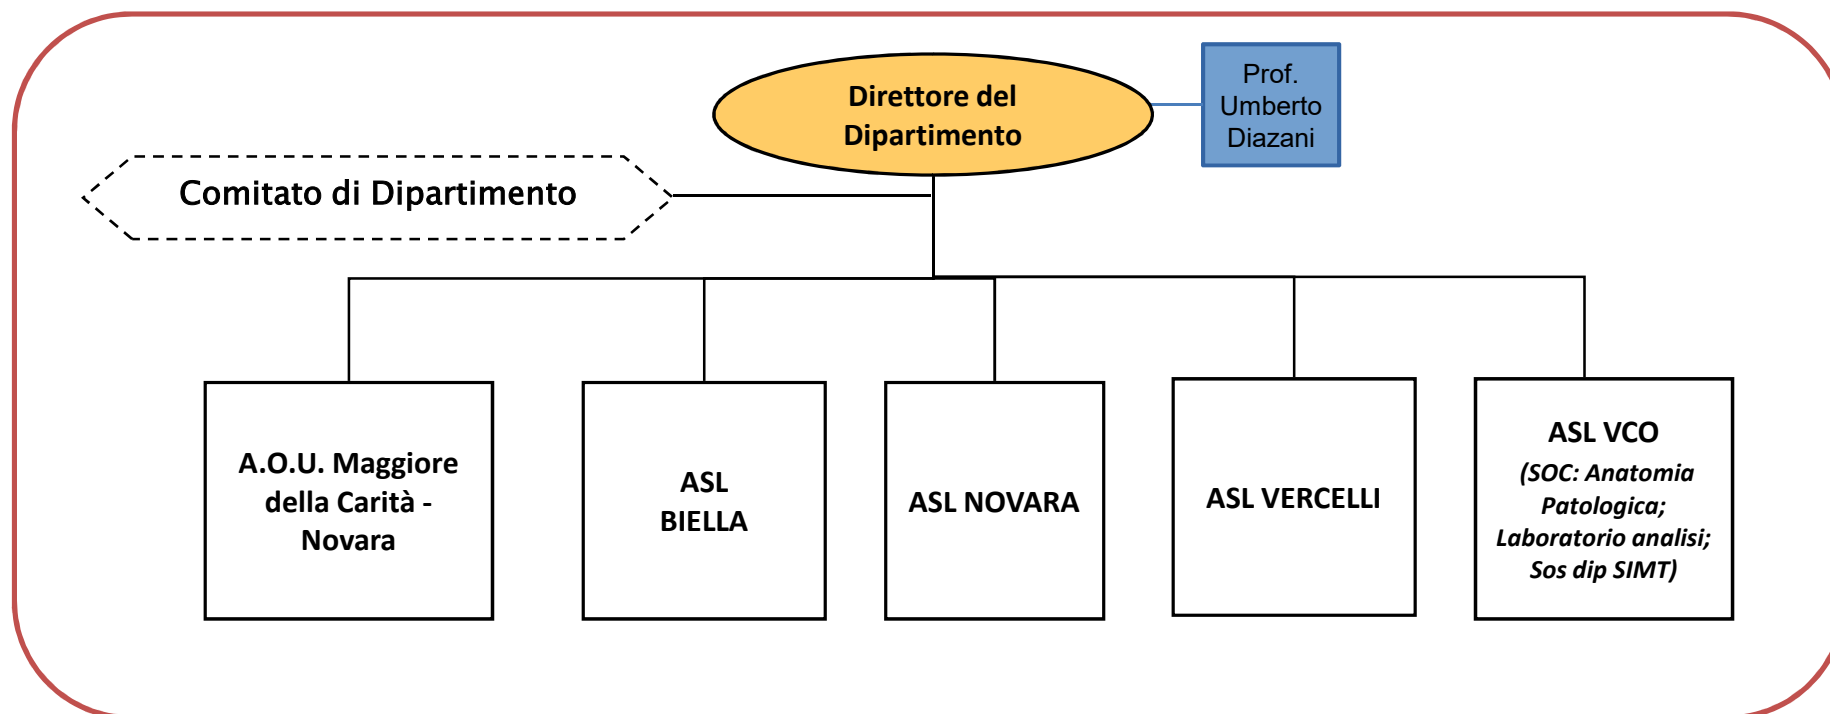 Direttore del
Dipartimento
Prof.
Umberto
Diazani
Comitato di Dipartimento
A.O.U. Maggiore
della Carità -
Novara
ASL
BIELLA
ASL NOVARA
ASL VERCELLI
ASL VCO
(SOC: Anatomia
Patologica;
Laboratorio analisi;
Sos dip SIMT)